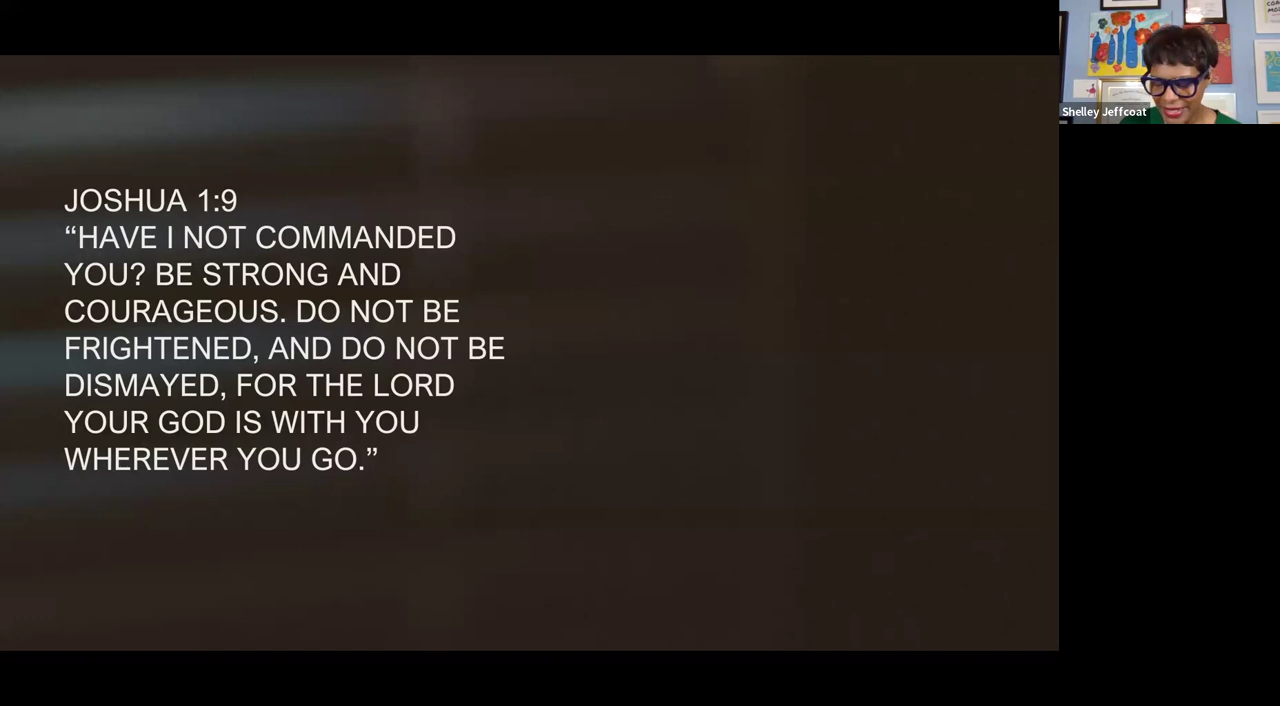 JOSHUA 1:9
“HAVE I NOT COMMANDED
YOU? BE STRONG AND
COURAGEOUS. DO NOT BE
FRIGHTENED, AND DO NOT BE
DISMAYED, FOR THE LORD
YOUR GOD IS WITH YOU
WHEREVER YOU GO.”
Shelley Jeffcoat